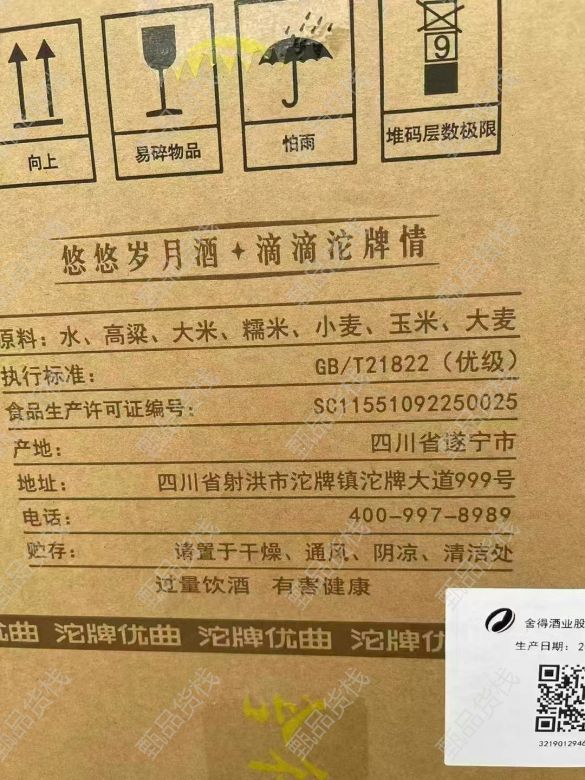 9
向上
易碎物品
怕雨
堆码层数极限
悠悠岁月酒✦滴滴沱牌情
原料：水、高粱、大米、糯米、小麦、玉米、大麦
执行标准：GB/T21822（优级）
食品生产许可证编号：SC11551092250025
产地：四川省遂宁市
地址：四川省射洪市沱牌镇沱牌大道999号
电话：400-997-8989
贮存：请置于干燥、通风、阴凉、清洁处
过量饮酒 有害健康
优曲 沱牌优曲 沱牌优曲 沱牌优
舍得酒业股
生产日期：2
3219012946
甄品货栈